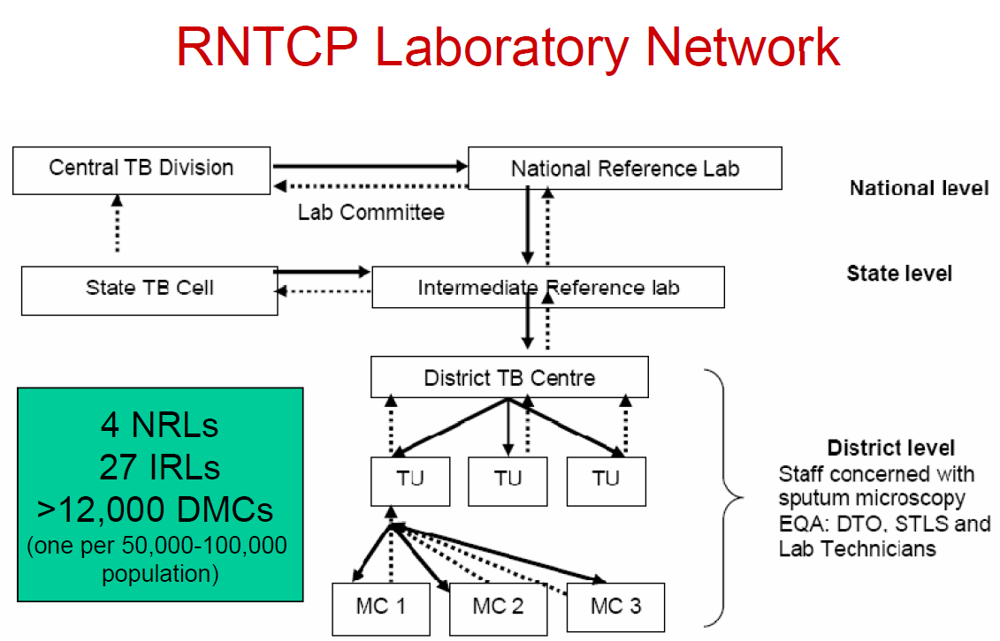 RNTCP Laboratory Network
Central TB Division
National Reference Lab
National level
Lab Committee
State TB Cell
Intermediate Reference lab
State level
District TB Centre
4 NRLs
27 IRLs
>12,000 DMCs
(one per 50,000-100,000
population)
TU
TU
TU
District level
Staff concerned with
sputum microscopy
EQA: DTO, STLS and
Lab Technicians
MC 1
MC 2
MC 3